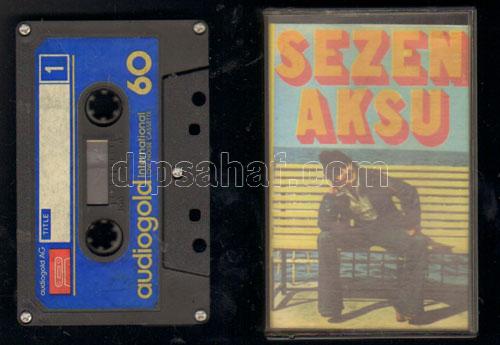 1
TITLE
audiogold AG
audiogold
International
60
SEZEN
AKSU
dipsahaf.com